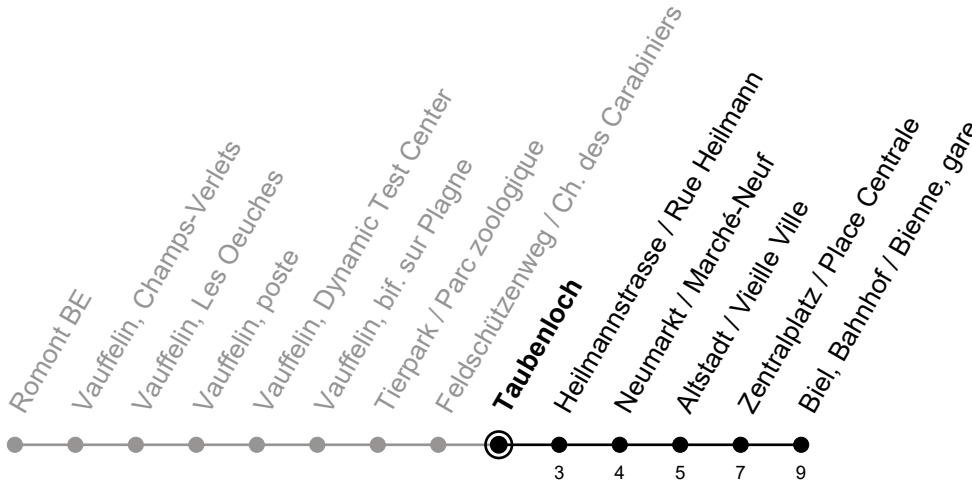 Romont BE
Vauffelin, Champs-Verlets
Vauffelin, Les Oeuches
Vauffelin, poste
Vauffelin, Dynamic Test Center
Vauffelin, bif. sur Plagne
Tierpark / Parc zoologique
Feldschützenweg / Ch. des Carabiniers
Taubenloch
Heilmannstrasse / Rue Heilmann
Neumarkt / Marché-Neuf
Altstadt / Vieille Ville
Zentralplatz / Place Centrale
Biel, Bahnhof / Bienne, gare
3 4 5 7 9